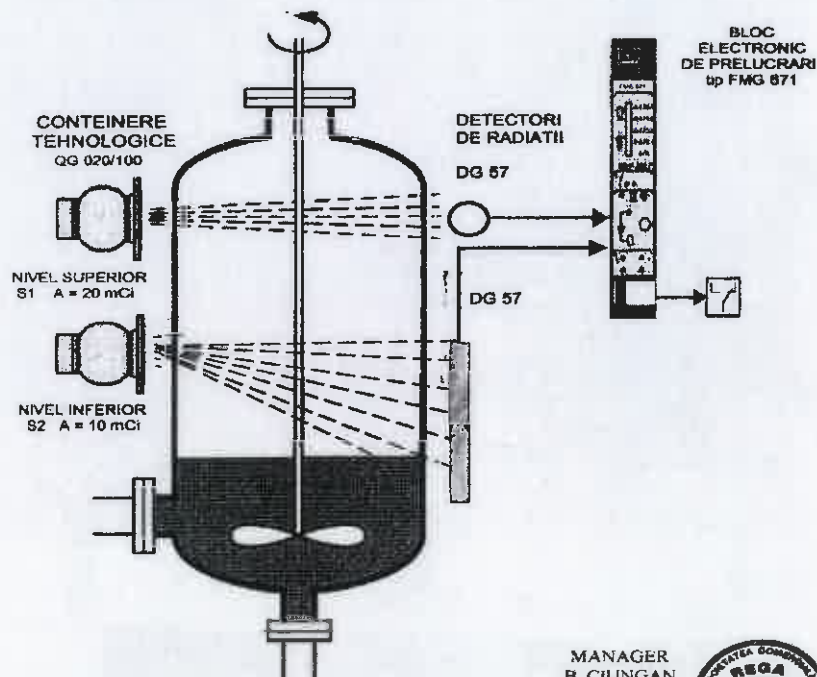 BLOC
ELECTRONIC
DE PRELUCRARI
tip FMG 671
CONTEINERE
TEHNOLOGICE
QG 020/100
DETECTORI
DE RADIATII
DG 57
NIVEL SUPERIOR
S1 A = 20 mCi
DG 57
NIVEL INFERIOR
S2 A = 10 mCi
MANAGER
REGA